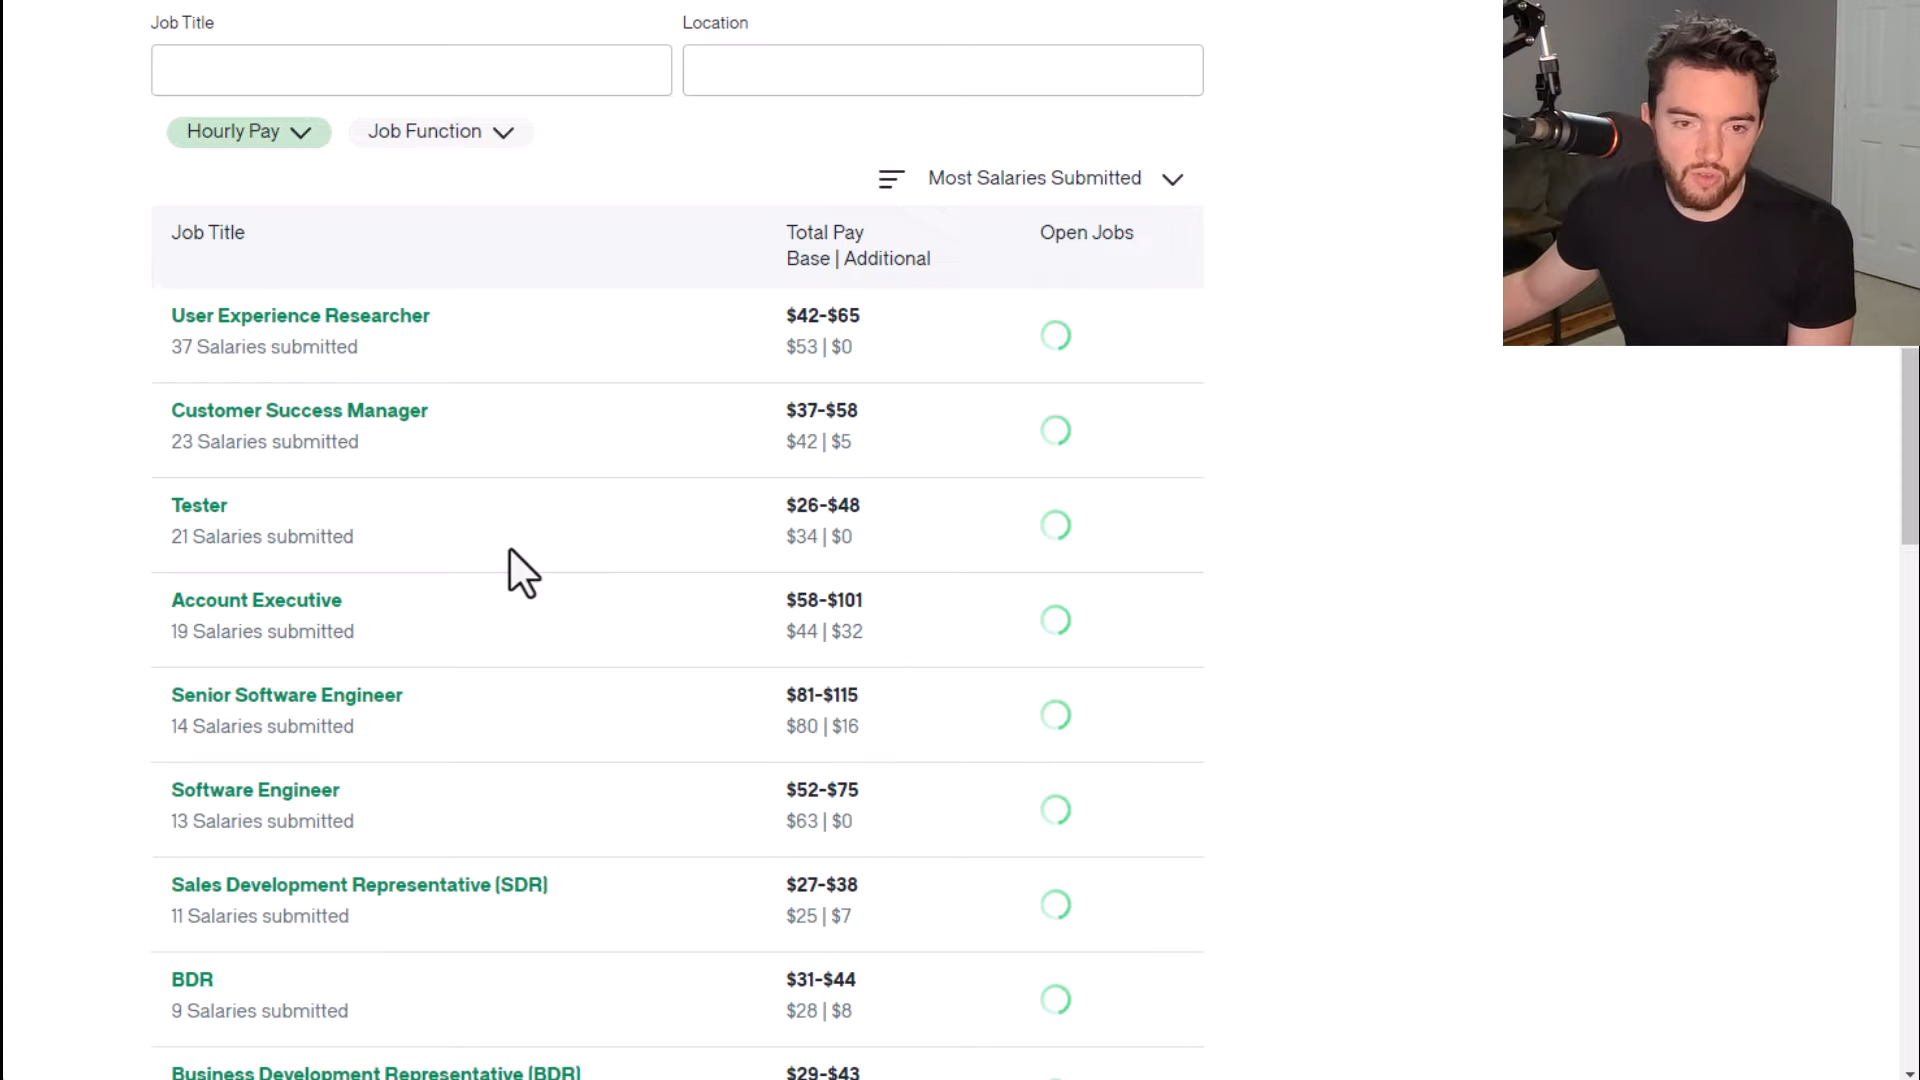 Job Title
Location
Hourly Pay
Job Function
Most Salaries Submitted
Job Title
Total Pay
Base | Additional
Open Jobs
User Experience Researcher
$42-$65
37 Salaries submitted
$53 | $0
Customer Success Manager
$37-$58
23 Salaries submitted
$42 | $5
Tester
$26-$48
21 Salaries submitted
$34 | $0
Account Executive
$58-$101
19 Salaries submitted
$44 | $32
Senior Software Engineer
$81-$115
14 Salaries submitted
$80 | $16
Software Engineer
$52-$75
13 Salaries submitted
$63 | $0
Sales Development Representative (SDR)
$27-$38
11 Salaries submitted
$25 | $7
BDR
$31-$44
9 Salaries submitted
$28 | $8
Business Development Representative (BDR)
$29-$43